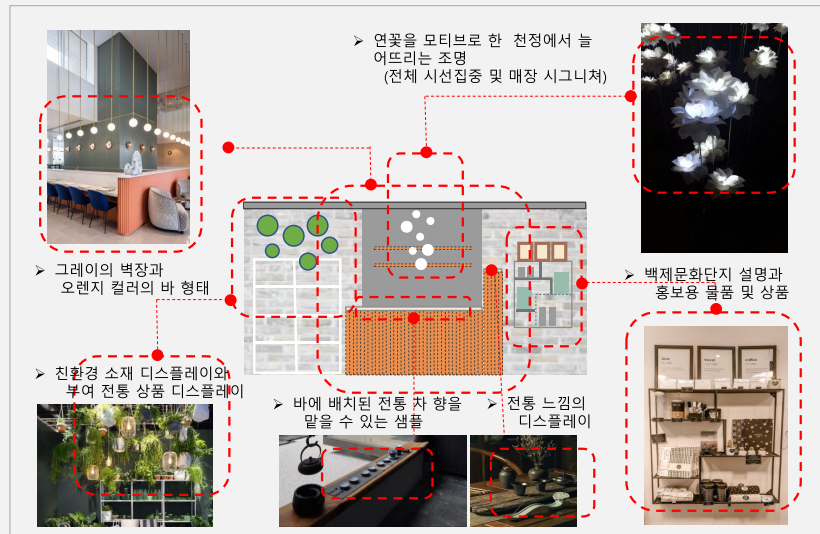 ➢ 연꽃을 모티브로 한 천정에서 늘
어뜨리는 조명
(전체 시선집중 및 매장 시그니쳐)
➢ 그레이의 벽장과
오렌지 컬러의 바 형태
➢ 백제문화단지 설명과
홍보용 물품 및 상품
➢ 친환경 소재 디스플레이와
부여 전통 상품 디스플레이
➢ 바에 배치된 전통 차 향을
맡을 수 있는 샘플
➢ 전통 느낌의
디스플레이